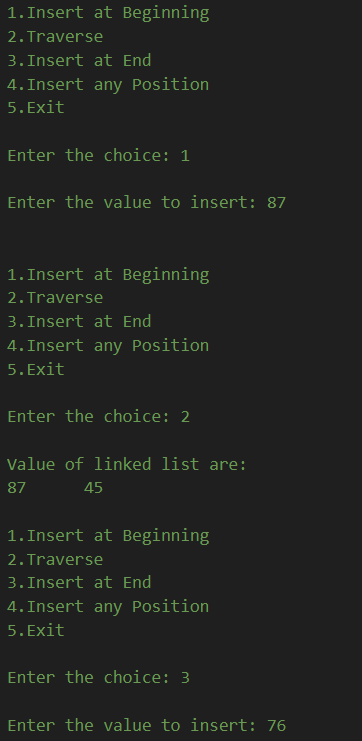 1.Insert at Beginning
2.Traverse
3.Insert at End
4.Insert any Position
5.Exit
Enter the choice: 1
Enter the value to insert: 87
1.Insert at Beginning
2.Traverse
3.Insert at End
4.Insert any Position
5.Exit
Enter the choice: 2
Value of linked list are:
87      45
1.Insert at Beginning
2.Traverse
3.Insert at End
4.Insert any Position
5.Exit
Enter the choice: 3
Enter the value to insert: 76